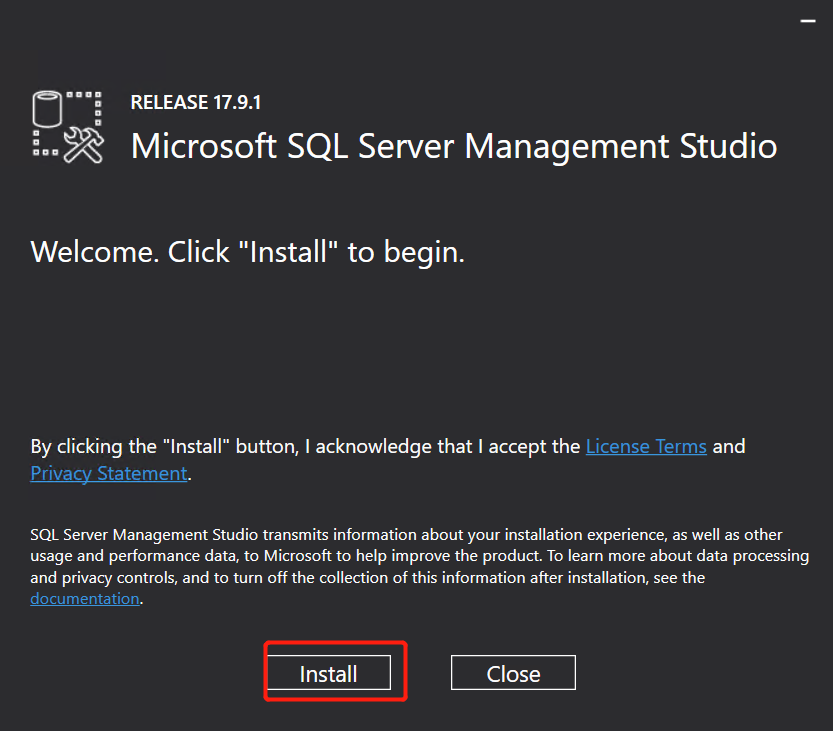 RELEASE 17.9.1
Microsoft SQL Server Management Studio
Welcome. Click "Install" to begin.
By clicking the "Install" button, I acknowledge that I accept the License Terms and
Privacy Statement.
SQL Server Management Studio transmits information about your installation experience, as well as other
usage and performance data, to Microsoft to help improve the product. To learn more about data processing
and privacy controls, and to turn off the collection of this information after installation, see the
documentation.
Install
Close